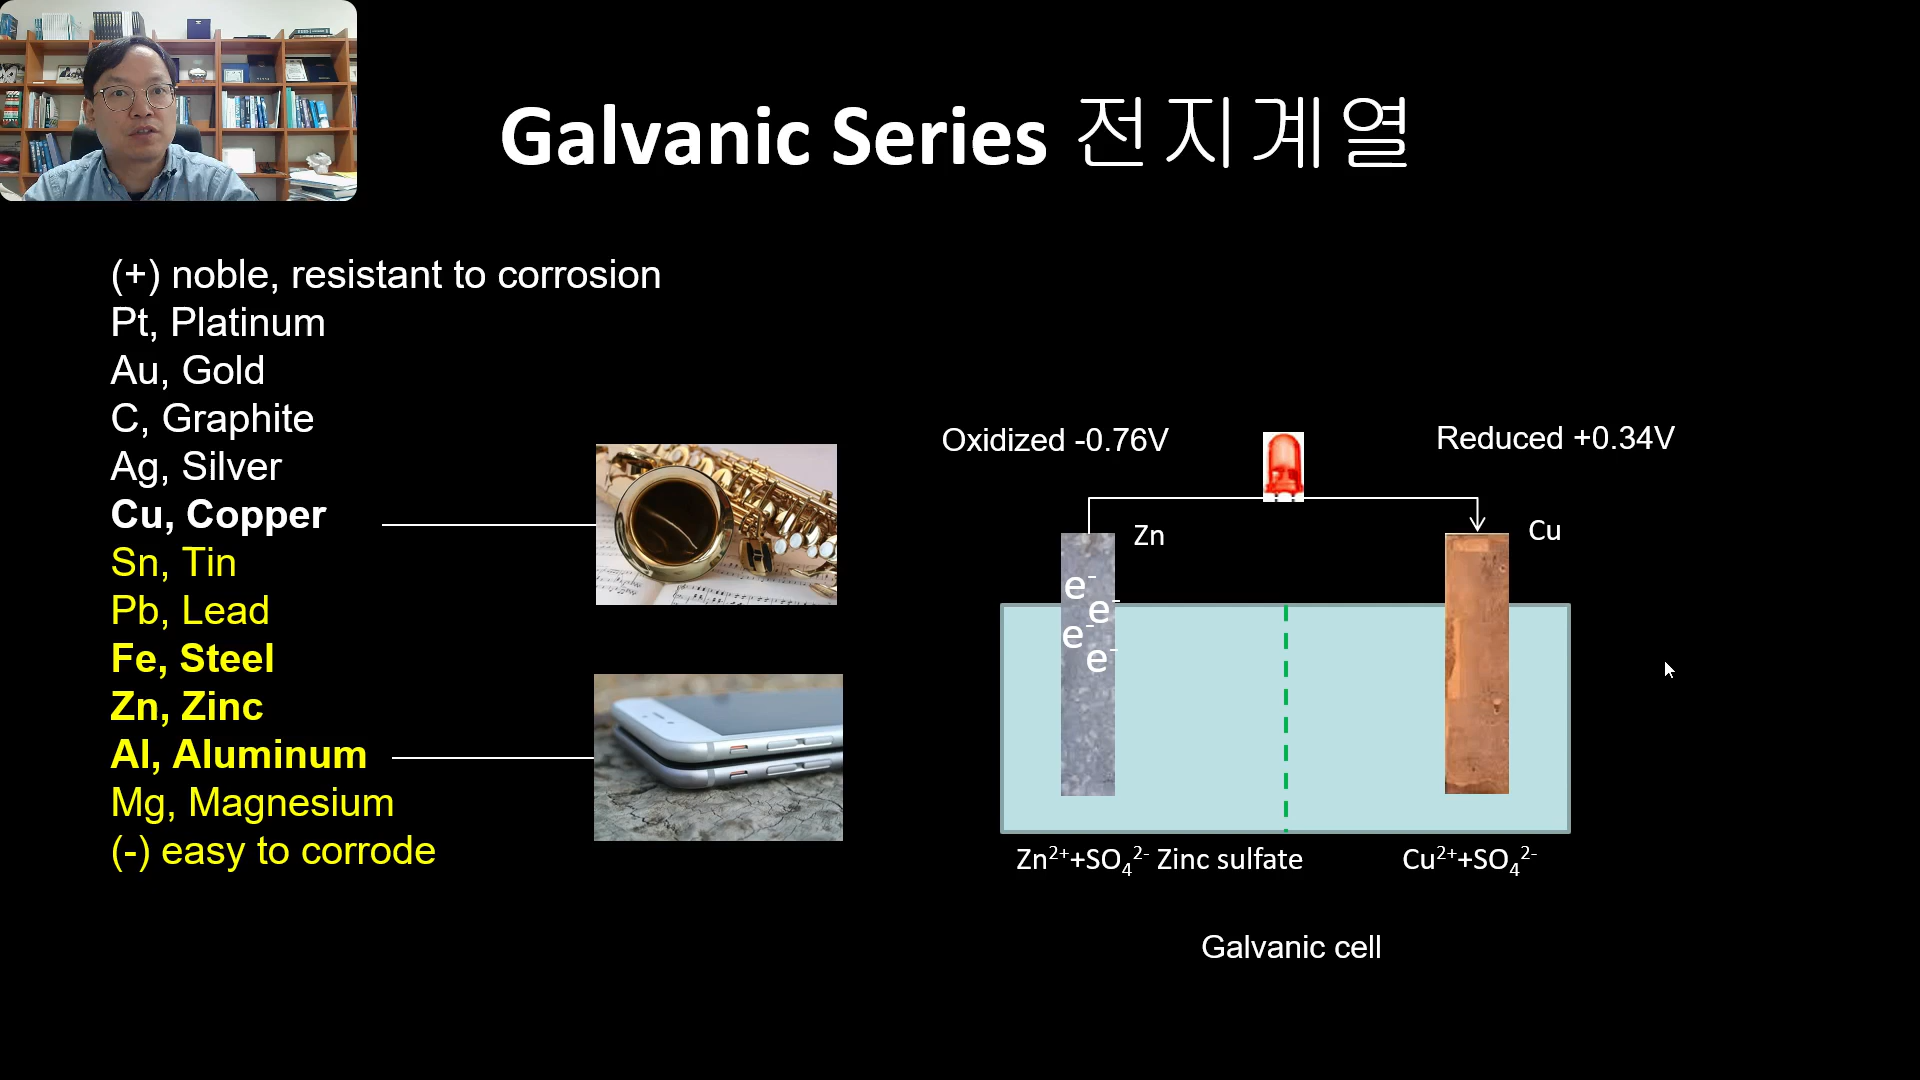 Galvanic Series 전지계열
(+) noble, resistant to corrosion
Pt, Platinum
Au, Gold
C, Graphite
Ag, Silver
Cu, Copper
Sn, Tin
Pb, Lead
Fe, Steel
Zn, Zinc
Al, Aluminum
Mg, Magnesium
(-) easy to corrode
Oxidized -0.76V
Reduced +0.34V
Zn
Cu
e⁻
e⁻
e⁻
e⁻
Zn²⁺+SO₄²⁻ Zinc sulfate
Cu²⁺+SO₄²⁻
Galvanic cell